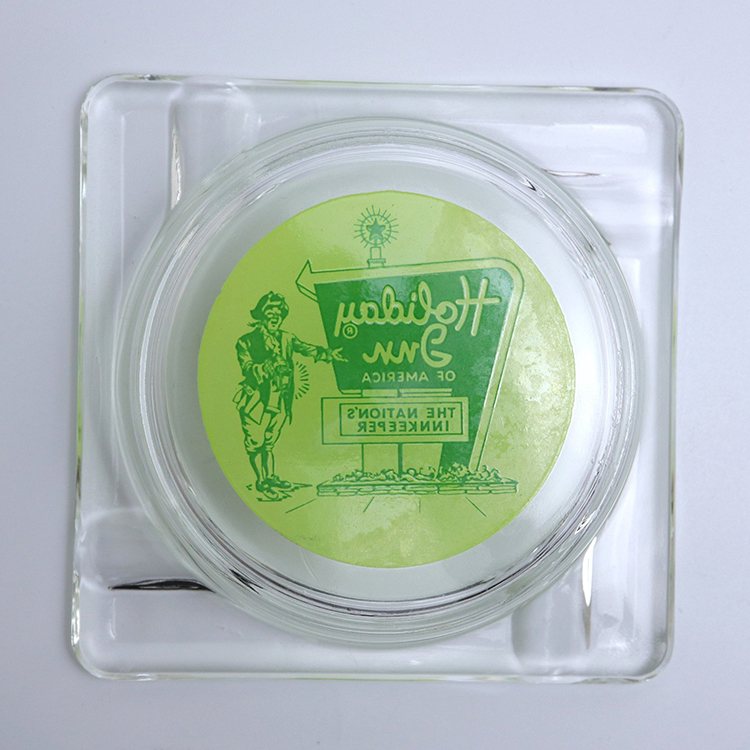 Holiday®
Inn
OF AMERICA
THE NATION'S
INNKEEPER